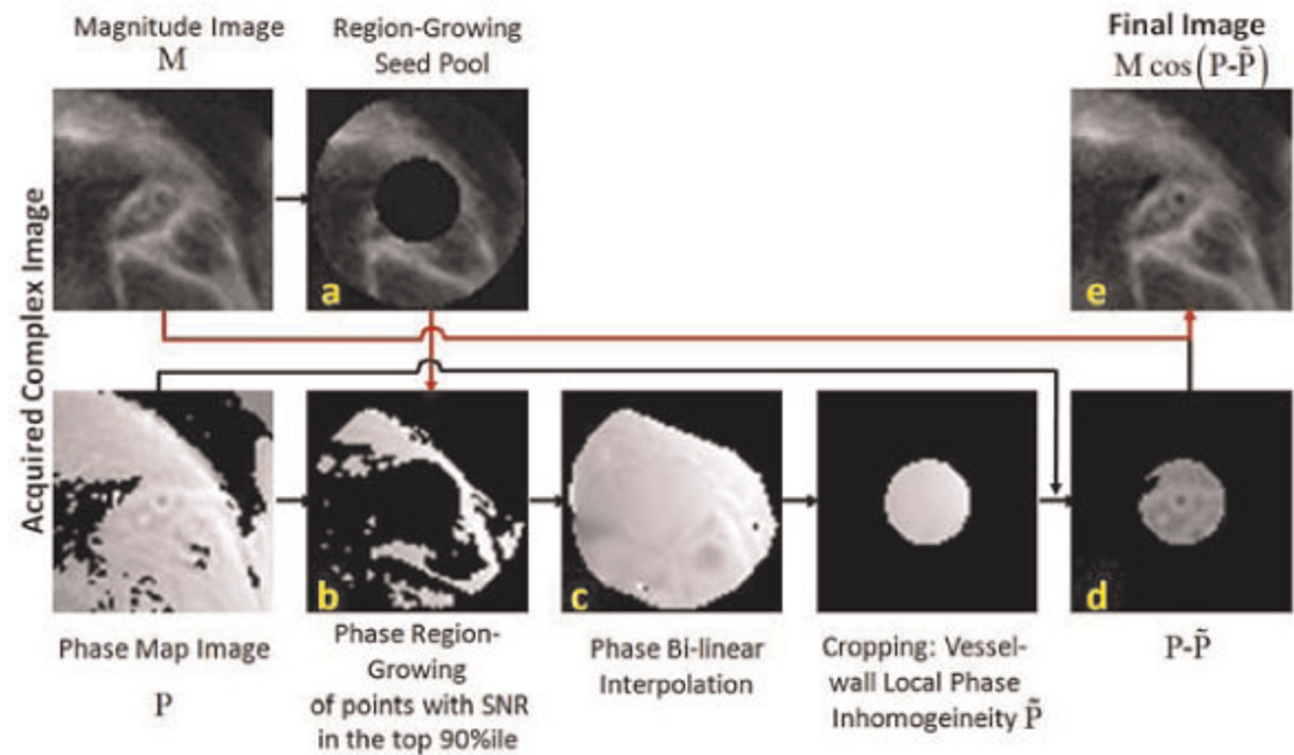 Magnitude Image
M
Region-Growing
Seed Pool
Final Image
M cos(P-P̃)
Acquired Complex Image
a
e
b
c
d
Phase Map Image
P
Phase Region-
Growing
of points with SNR
in the top 90%ile
Phase Bi-linear
Interpolation
Cropping: Vessel-
wall Local Phase
Inhomogeineity P̃
P-P̃